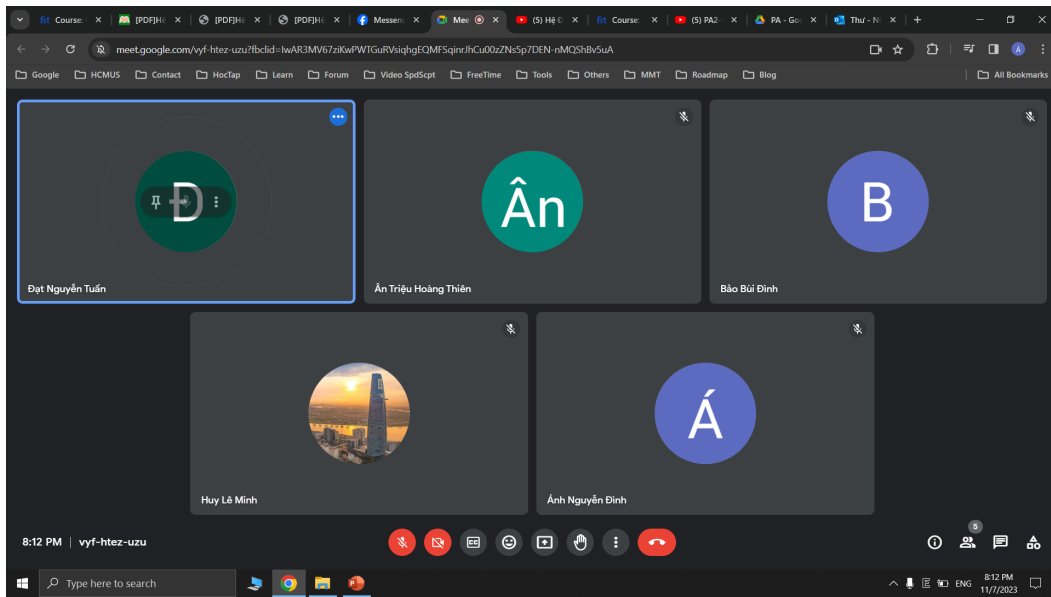 fit Course: [PDF]Hệ [PDF]Hệ [PDF]Hệ Messen Mee (5) Hệ Đ fit Course: (5) PA2- PA - Goo Thư - N
meet.google.com/vyf-htez-uzu?fbclid=IwAR3MV67ziKwPWTGuRVsiqhgEQMFSqinrJhCu00zZNs5p7DEN-nMQShBv5uA
Google HCMUS Contact HocTap Learn Forum Video SpdScpt FreeTime Tools Others MMT Roadmap Blog All Bookmarks
Đ
Đạt Nguyễn Tuấn
Ân
Ân Triệu Hoàng Thiên
B
Bảo Bùi Đình
Huy Lê Minh
Á
Ánh Nguyễn Đình
8:12 PM | vyf-htez-uzu
CC
5
Type here to search
ENG
8:12 PM
11/7/2023